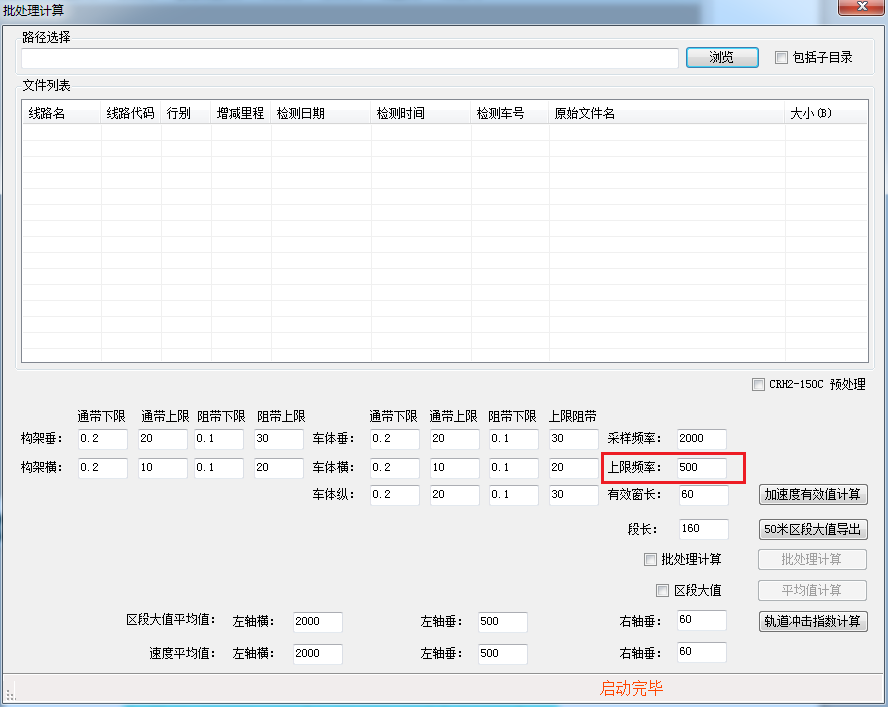 批处理计算
路径选择
浏览 包括子目录
文件列表
线路名 线路代码 行别 增减里程 检测日期 检测时间 检测车号 原始文件名 大小(B)
CRH2-150C 预处理
通带下限 通带上限 阻带下限 阻带上限 通带下限 通带上限 阻带下限 上限阻带
构架垂: 0.2 20 0.1 30 车体垂: 0.2 20 0.1 30 采样频率: 2000
构架横: 0.2 10 0.1 20 车体横: 0.2 10 0.1 20 上限频率: 500
车体纵: 0.2 20 0.1 30 有效窗长: 60 加速度有效值计算
段长: 160 50米区段大值导出
批处理计算 批处理计算
区段大值 平均值计算
区段大值平均值: 左轴横: 2000 左轴垂: 500 右轴垂: 60 轨道冲击指数计算
速度平均值: 左轴横: 2000 左轴垂: 500 右轴垂: 60
启动完毕